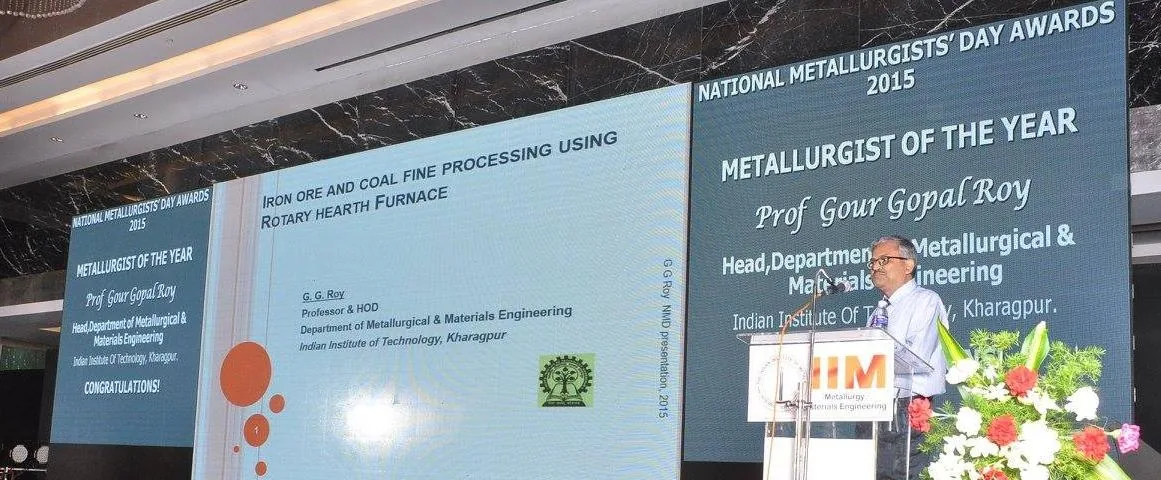 NATIONAL METALLURGISTS' DAY AWARDS
2015
METALLURGIST OF THE YEAR
Prof Gour Gopal Roy
Head,Department of Metallurgical &
Materials Engineering
Indian Institute Of Technology, Kharagpur.
CONGRATULATIONS!
IRON ORE AND COAL FINE PROCESSING USING
ROTARY HEARTH FURNACE
G. G. Roy
Professor & HOD
Department of Metallurgical & Materials Engineering
Indian Institute of Technology, Kharagpur
1
G G Roy NMD presentation, 2015
NATIONAL METALLURGISTS' DAY AWARDS
2015
METALLURGIST OF THE YEAR
Prof Gour Gopal Roy
Head,Department Metallurgical &
Materials
Indian Institute Of Kharagpur.
IIM
Metallurgy
Materials Engineering